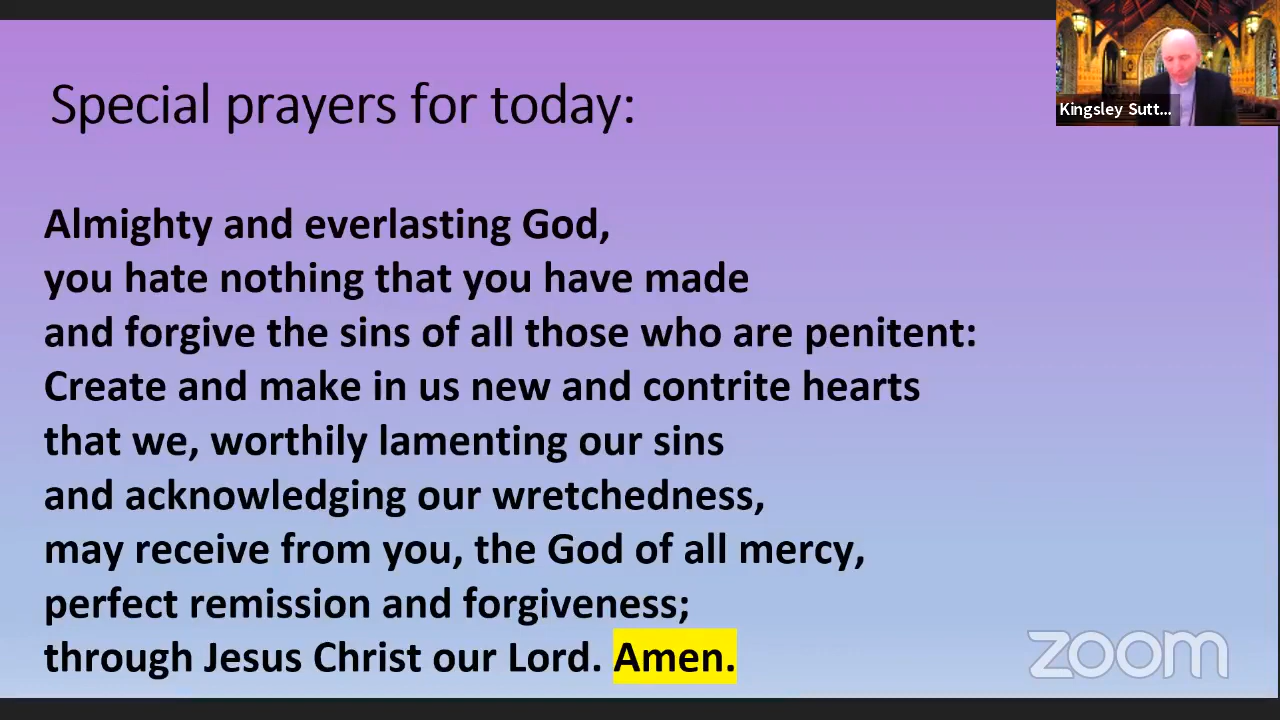 Special prayers for today:
Kingsley Sutt...
Almighty and everlasting God,
you hate nothing that you have made
and forgive the sins of all those who are penitent:
Create and make in us new and contrite hearts
that we, worthily lamenting our sins
and acknowledging our wretchedness,
may receive from you, the God of all mercy,
perfect remission and forgiveness;
through Jesus Christ our Lord. Amen.
zoom